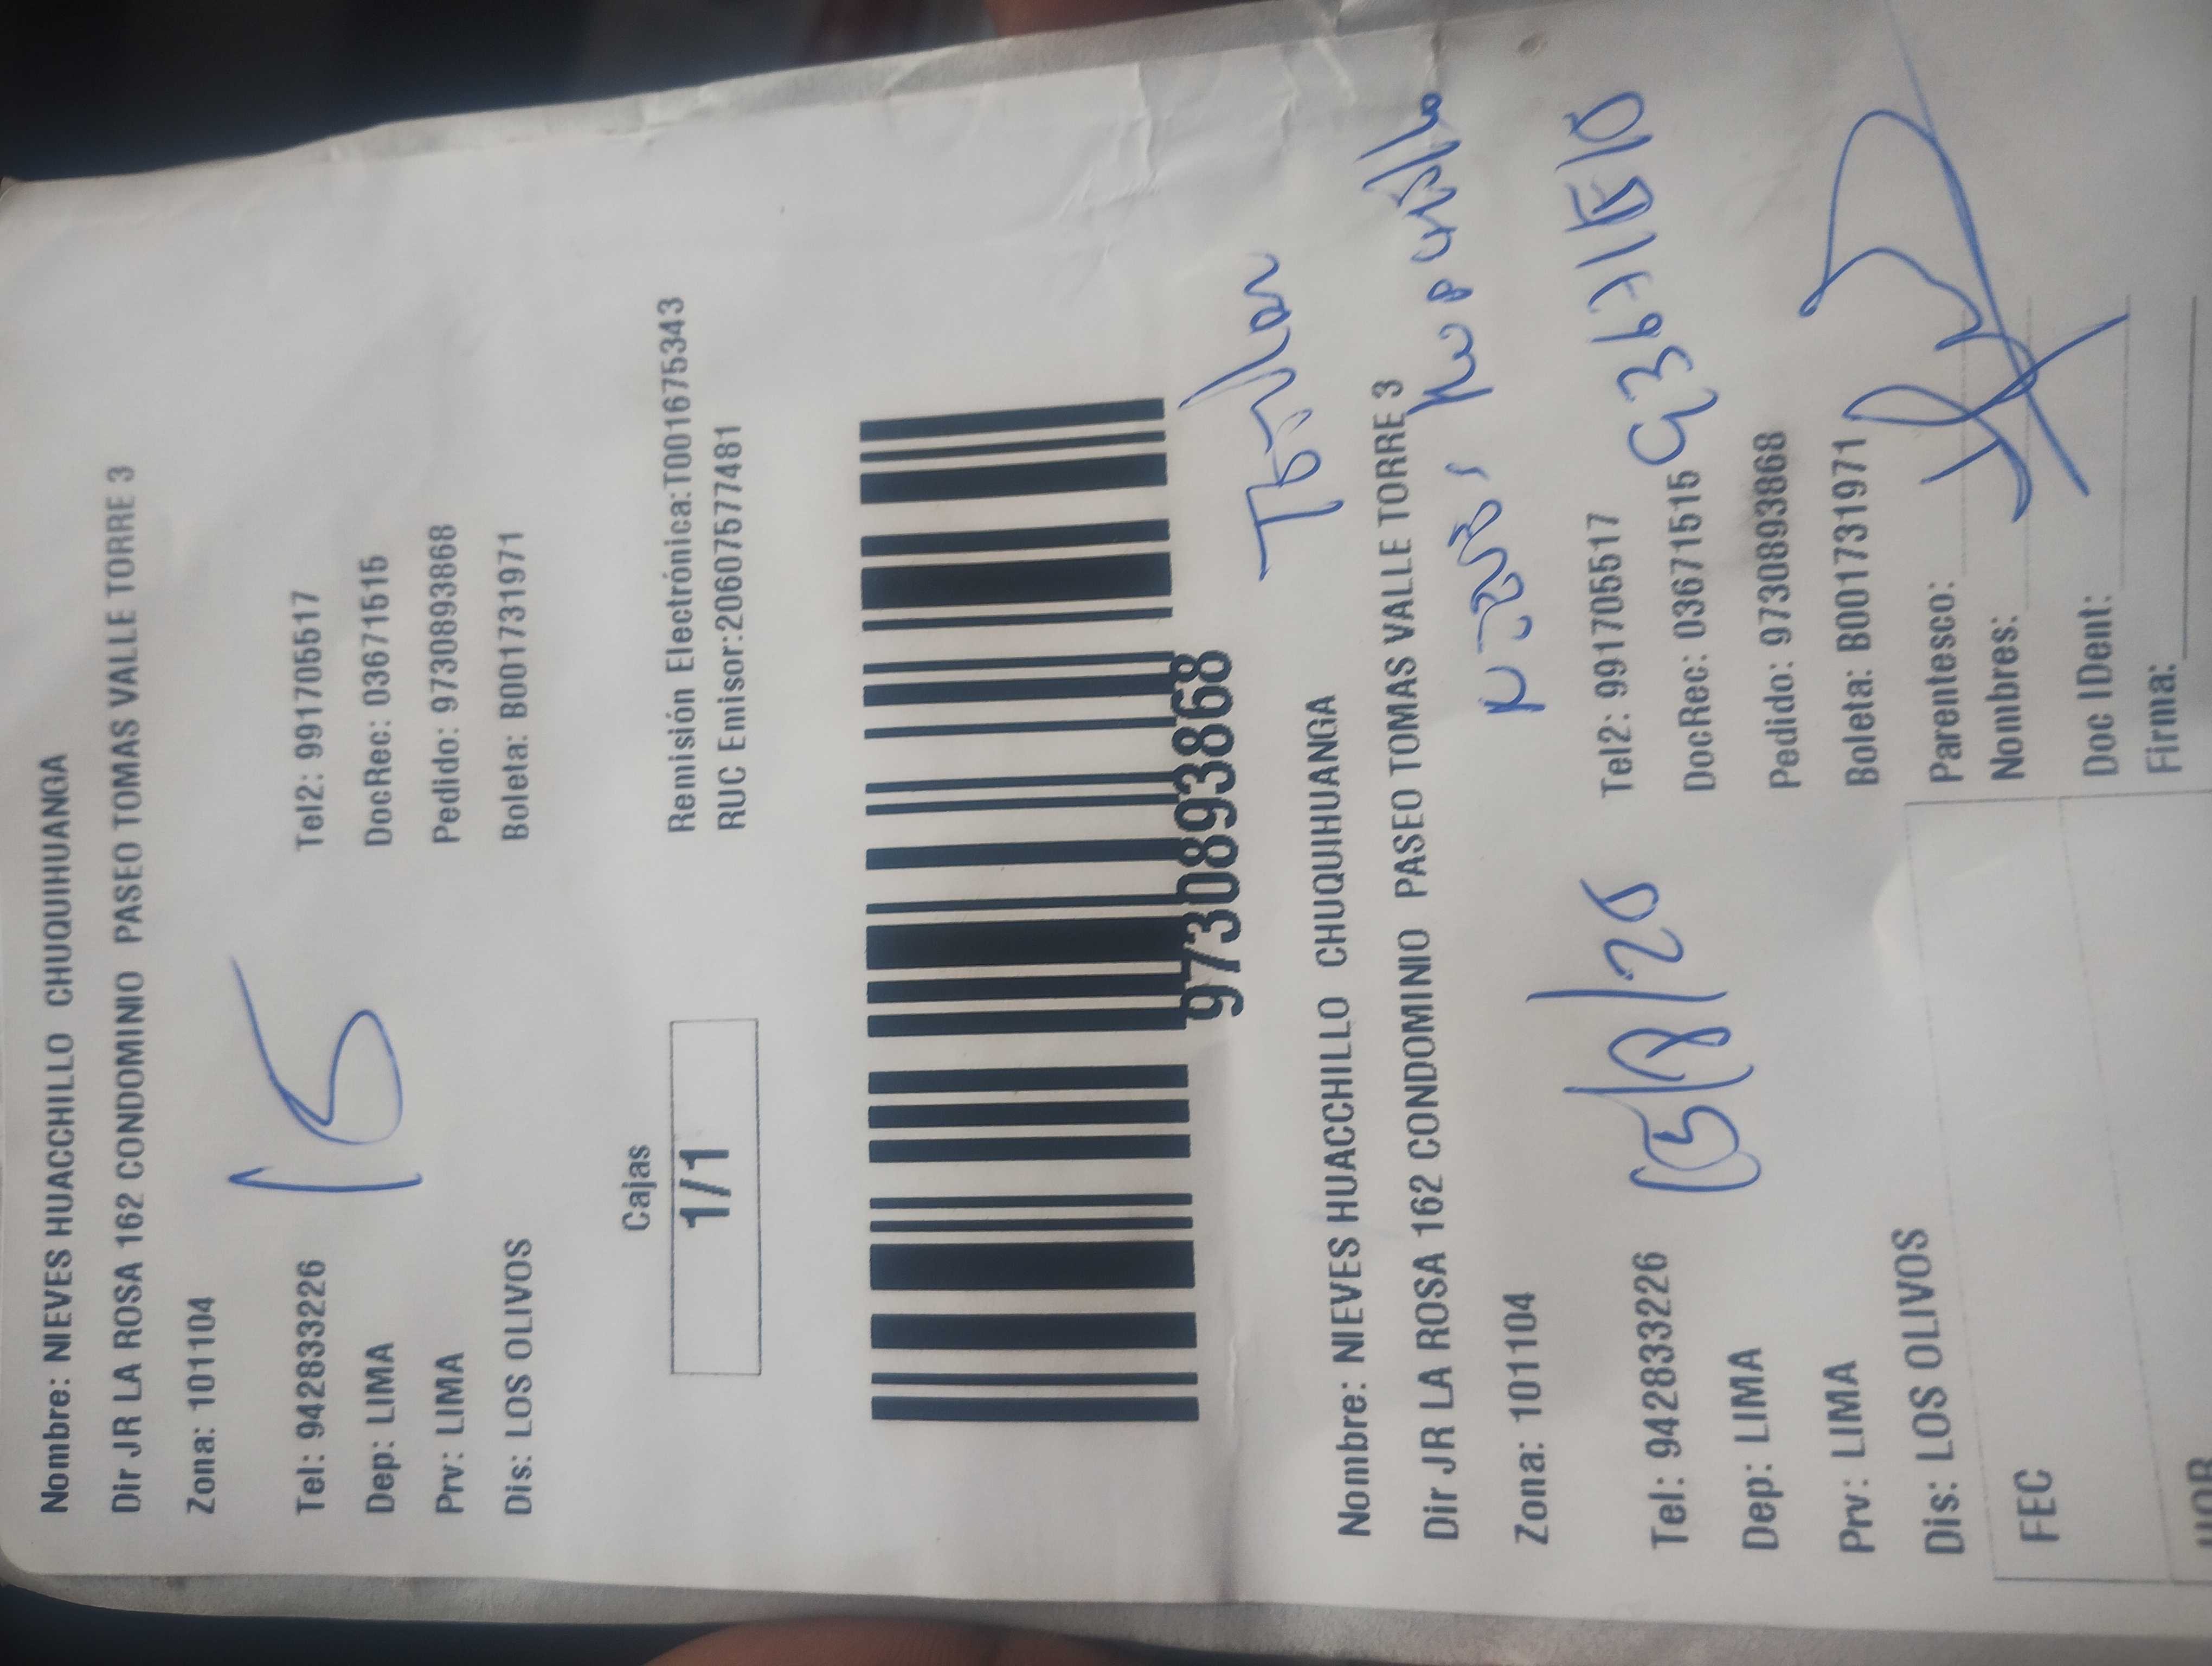 Nombre: NIEVES HUACCHILLO CHUQUIHUANGA
Dir JR LA ROSA 162 CONDOMINIO PASEO TOMAS VALLE TORRE 3
Zona: 101104
15
Tel: 942833226 Tel2: 991705517
Dep: LIMA DocRec: 03671515
Prv: LIMA Pedido: 97308938​68
Dis: LOS OLIVOS Boleta: B001731971
Cajas
1/1
Remisión Electrónica:T001675343
RUC Emisor:20607577481
9730893868
Nombre: NIEVES HUACCHILLO CHUQUIHUANGA
Dir JR LA ROSA 162 CONDOMINIO PASEO TOMAS VALLE TORRE 3
Zona: 101104
Tel: 942833226 Tel2: 991705517
Dep: LIMA DocRec: 03671515
Prv: LIMA Pedido: 9730893868
Dis: LOS OLIVOS Boleta: B001731971
FEC
Parentesco:
Nombres:
Doc IDent:
Firma: